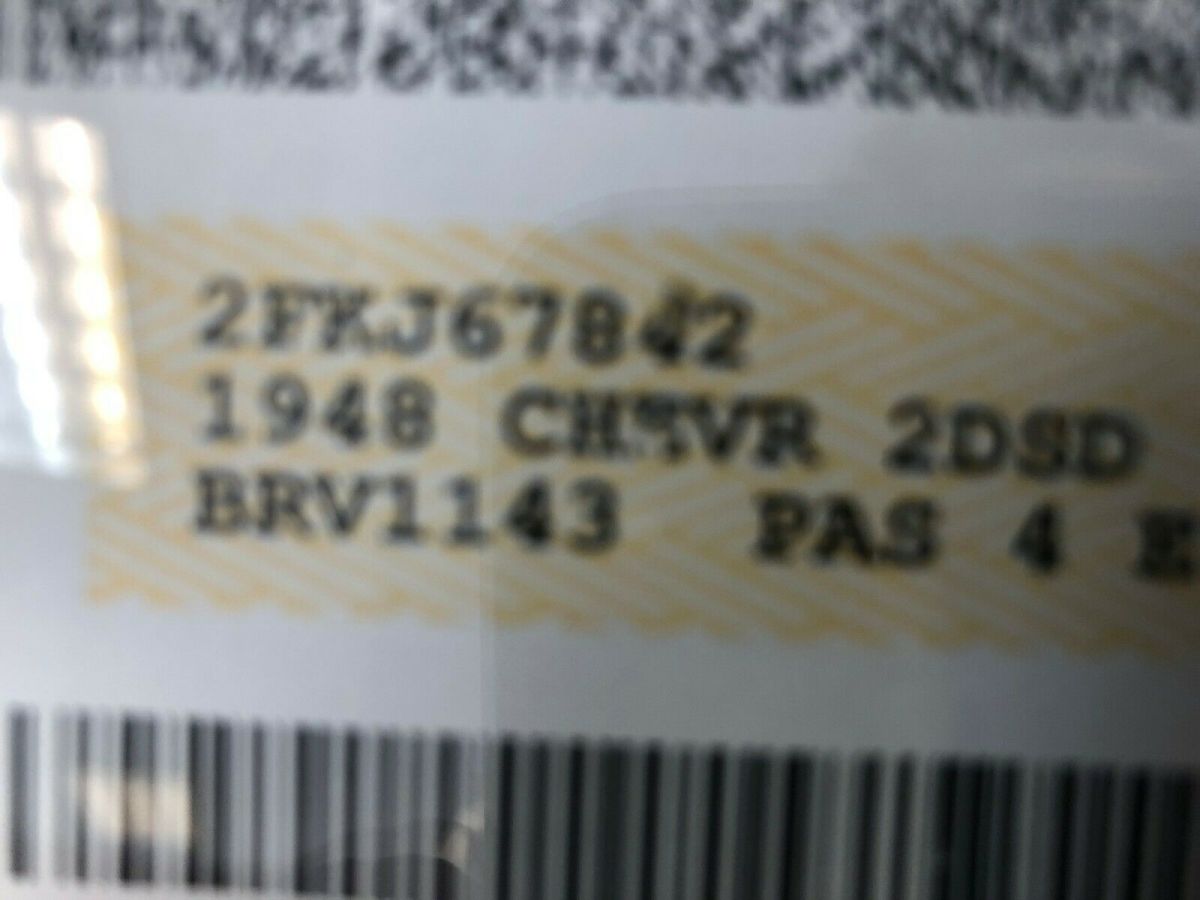 2FKJ67842
1948 CHEVR 2DSD
BRV1143 PAS 4 E